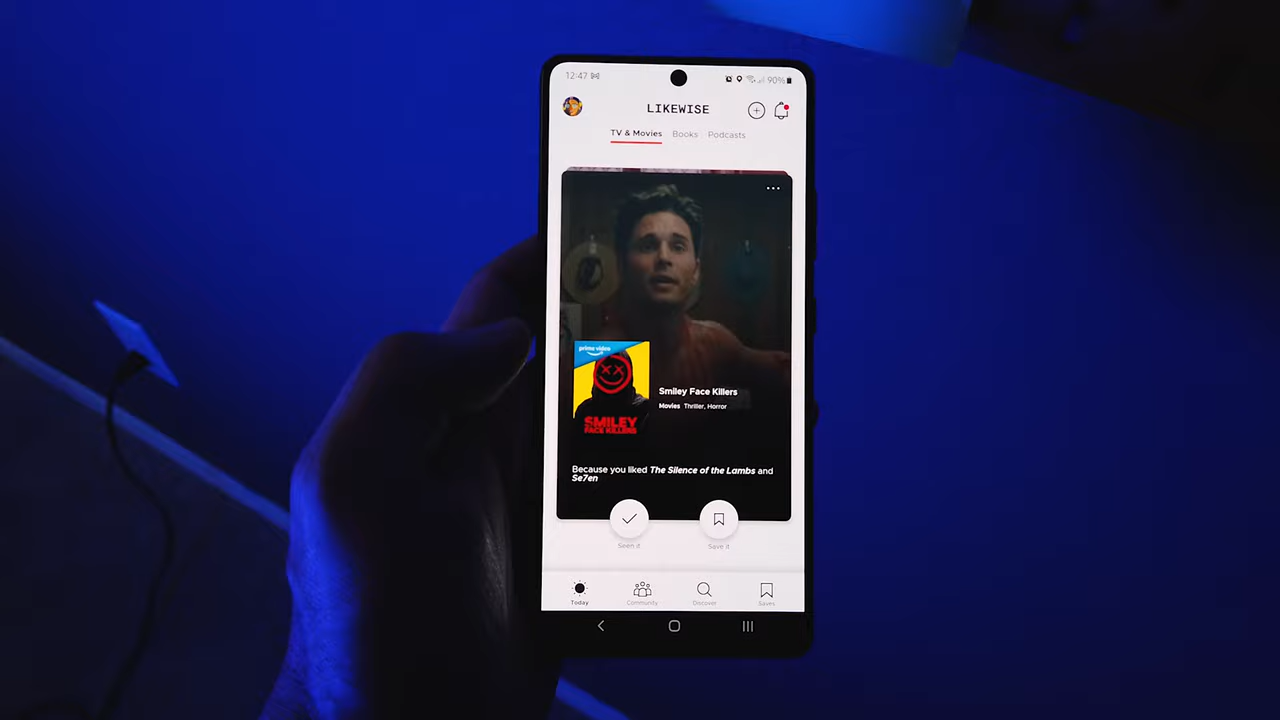 12:47
90%
LIKEWISE
TV & Movies Books Podcasts
prime video
SMILEY
FACE KILLERS
Smiley Face Killers
Movies Thriller, Horror
Because you liked The Silence of the Lambs and
Se7en
Seen it Save it
Today Community Discover Saves